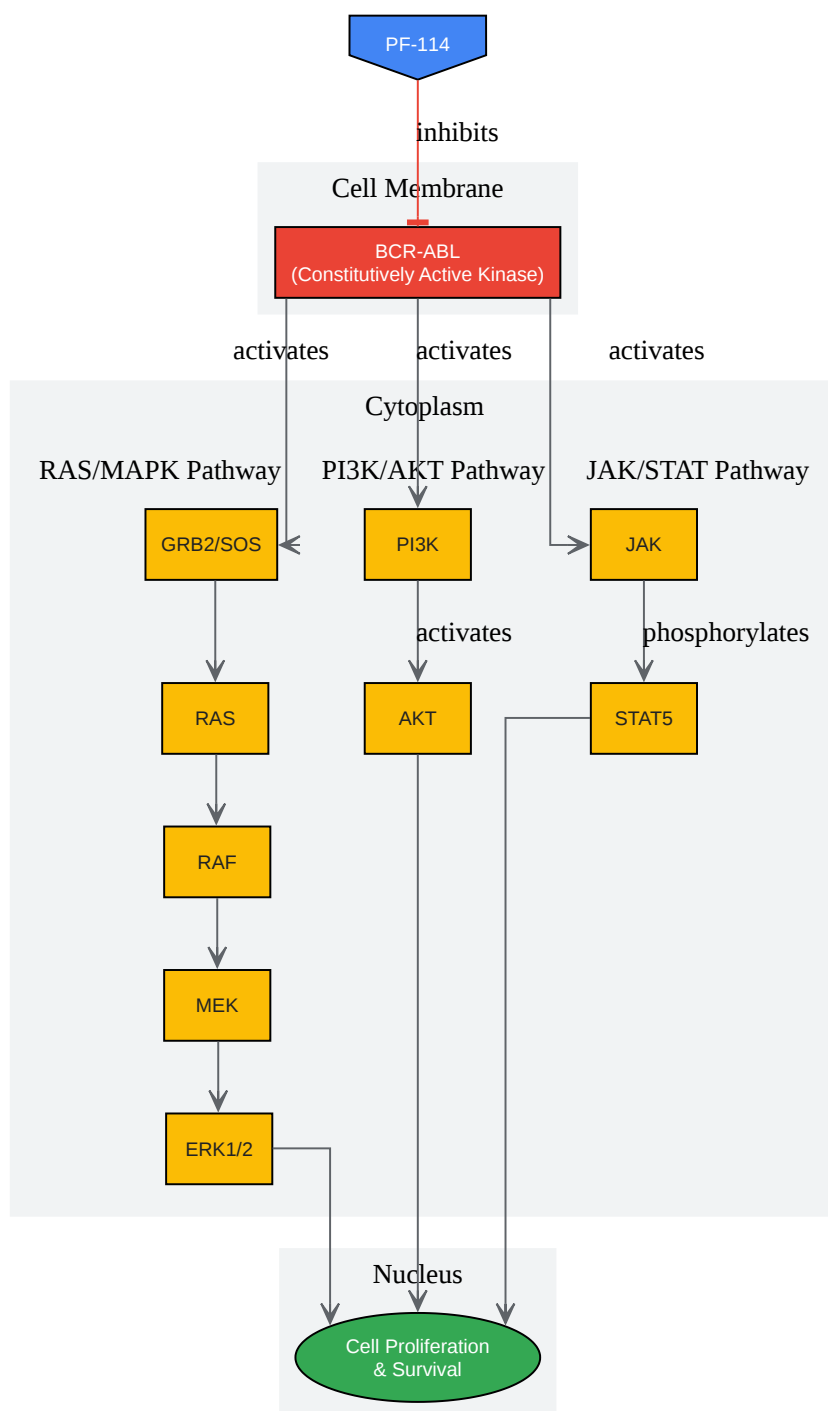 PF-114
inhibits
Cell Membrane
BCR-ABL
(Constitutively Active Kinase)
activates
activates
activates
Cytoplasm
RAS/MAPK Pathway
PI3K/AKT Pathway
JAK/STAT Pathway
GRB2/SOS
PI3K
JAK
activates
phosphorylates
RAS
AKT
STAT5
RAF
MEK
ERK1/2
Nucleus
Cell Proliferation
& Survival